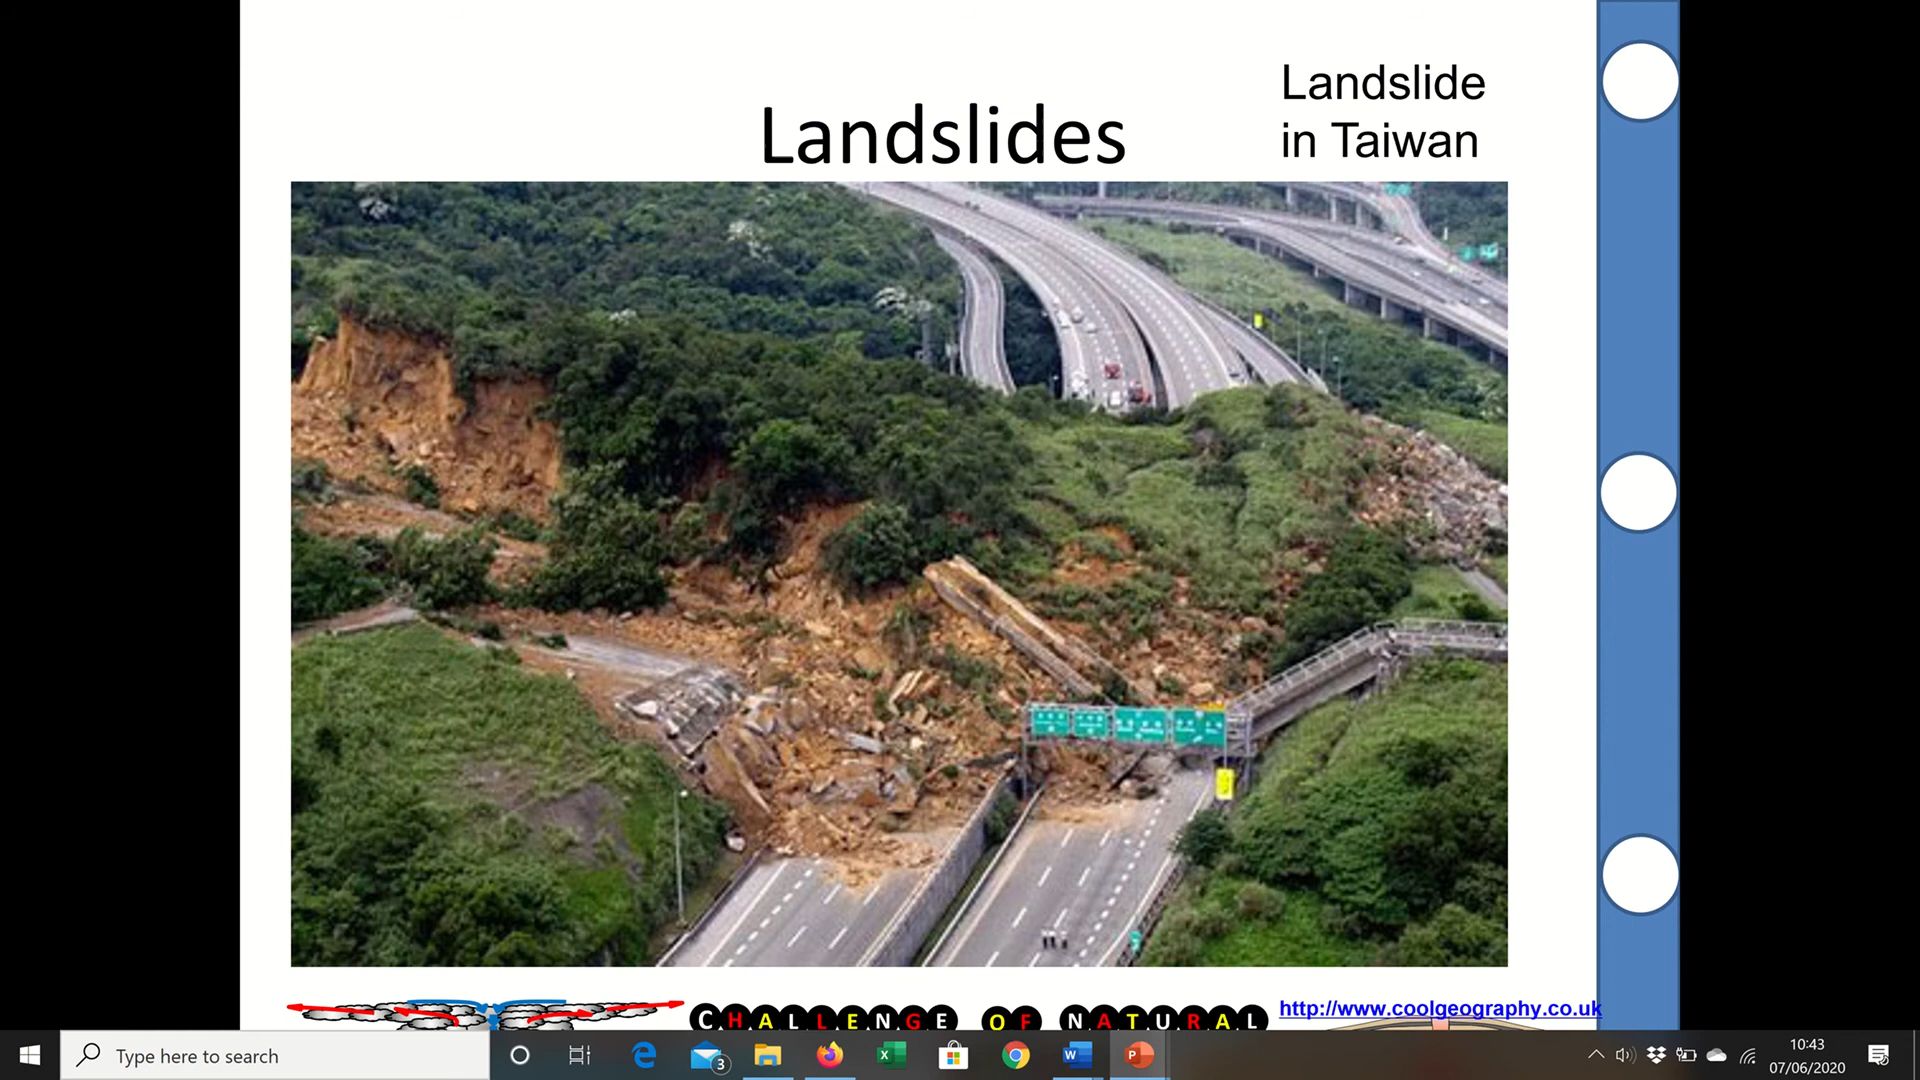 Landslide
in Taiwan
Landslides
CHALLENGE OF NATURAL
http://www.coolgeography.co.uk
Type here to search
3
10:43
07/06/2020